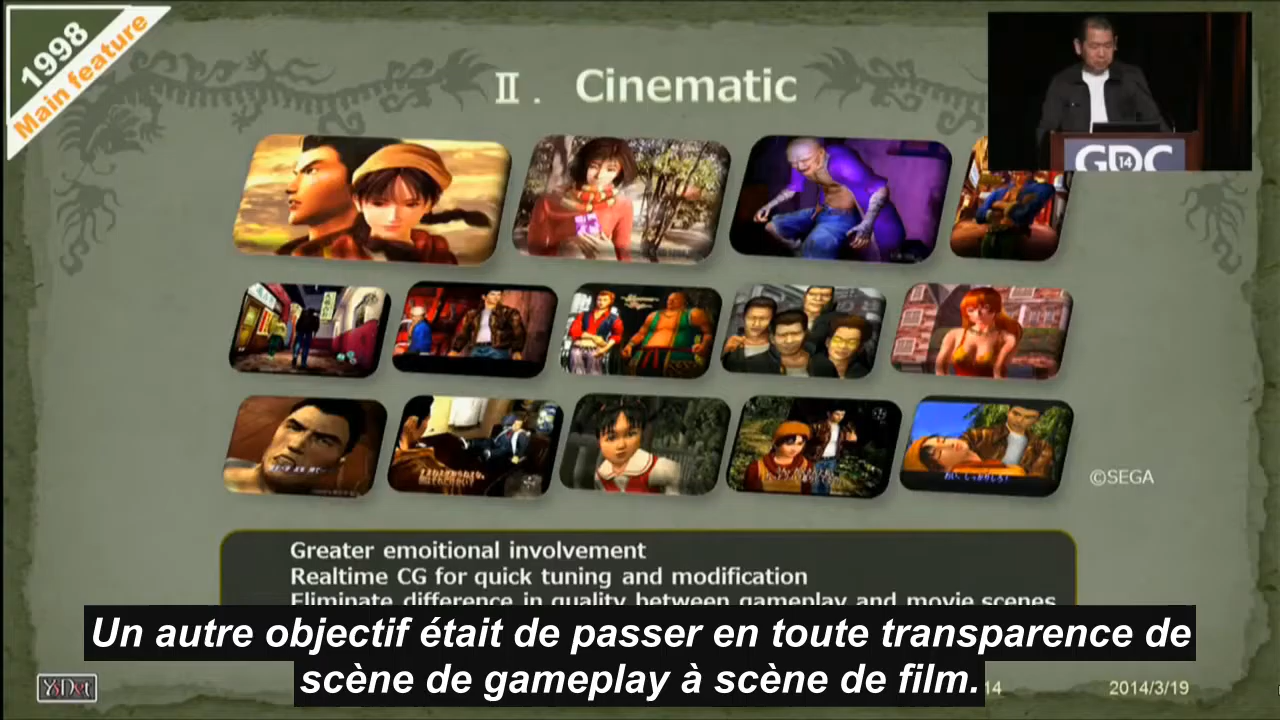 1998
Main feature
II. Cinematic
GDC 14
©SEGA
Greater emoitional involvement
Realtime CG for quick tuning and modification
Eliminate difference in quality between gameplay and movie scenes
Un autre objectif était de passer en toute transparence de
scène de gameplay à scène de film.
YsNet
14
2014/3/19